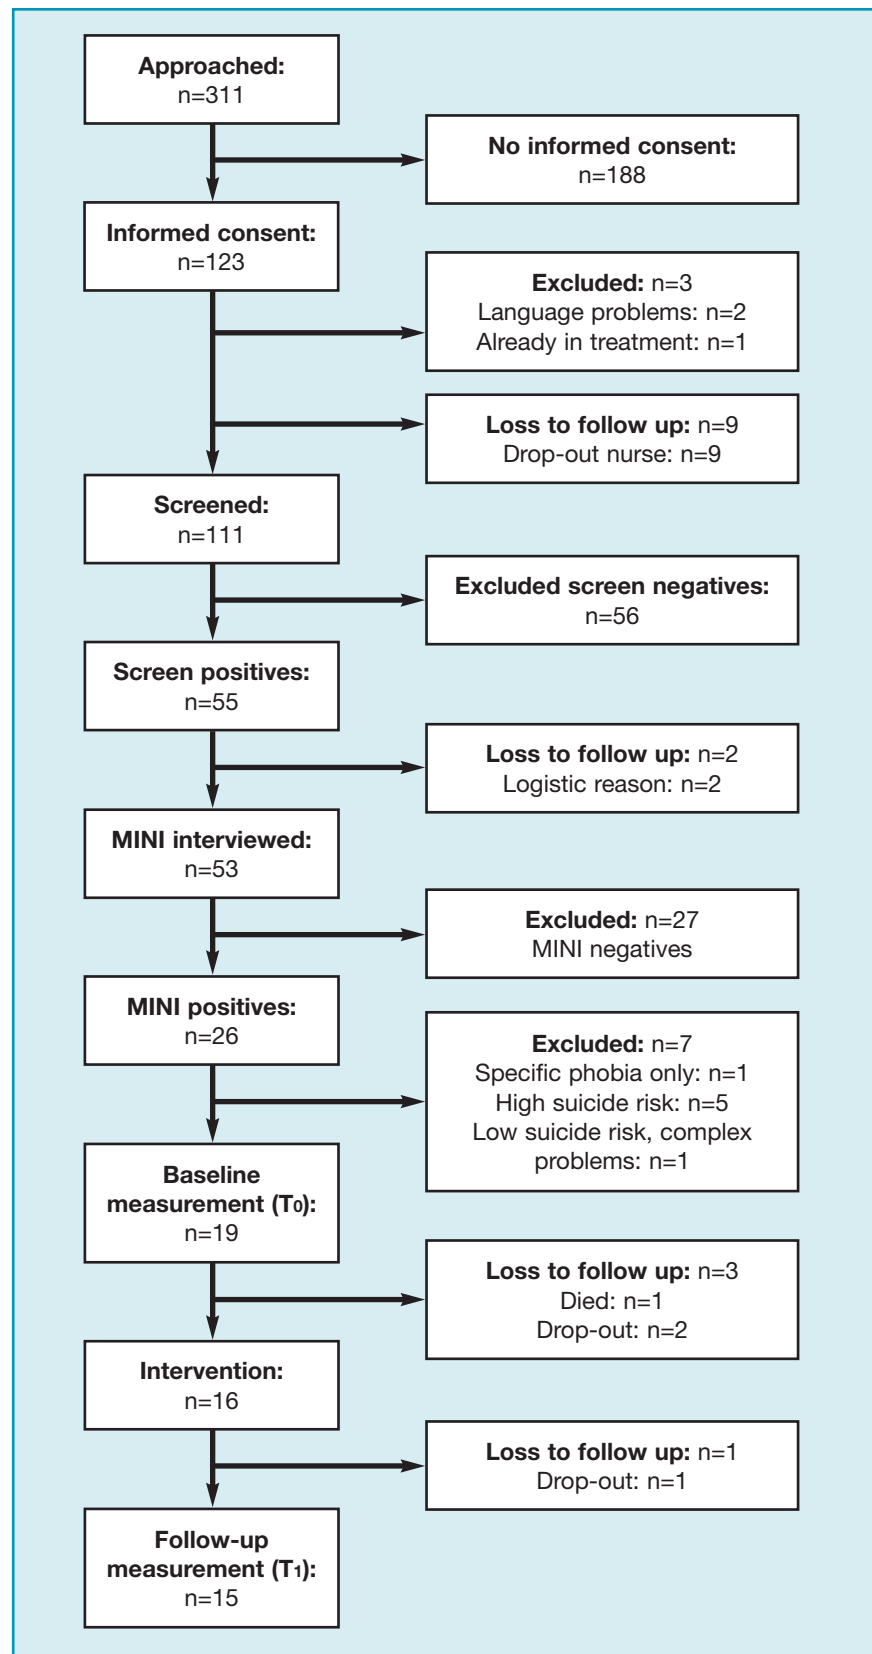 Approached:
n=311
No informed consent:
n=188
Informed consent:
n=123
Excluded: n=3
Language problems: n=2
Already in treatment: n=1
Loss to follow up: n=9
Drop-out nurse: n=9
Screened:
n=111
Excluded screen negatives:
n=56
Screen positives:
n=55
Loss to follow up: n=2
Logistic reason: n=2
MINI interviewed:
n=53
Excluded: n=27
MINI negatives
MINI positives:
n=26
Excluded: n=7
Specific phobia only: n=1
High suicide risk: n=5
Low suicide risk, complex
problems: n=1
Baseline
measurement (T0):
n=19
Loss to follow up: n=3
Died: n=1
Drop-out: n=2
Intervention:
n=16
Loss to follow up: n=1
Drop-out: n=1
Follow-up
measurement (T1):
n=15